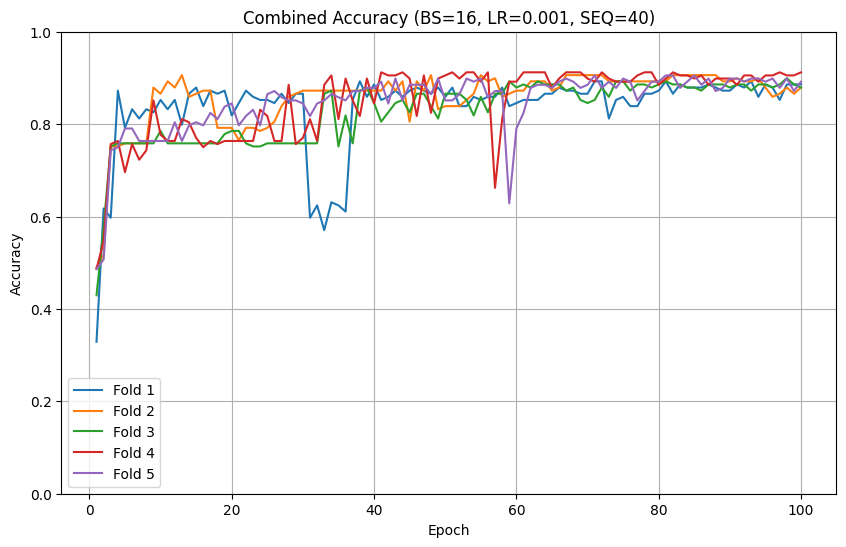 Combined Accuracy (BS=16, LR=0.001, SEQ=40)
1.0
0.8
0.6
0.4
0.2
0.0
Accuracy
Fold 1
Fold 2
Fold 3
Fold 4
Fold 5
0 20 40 60 80 100
Epoch